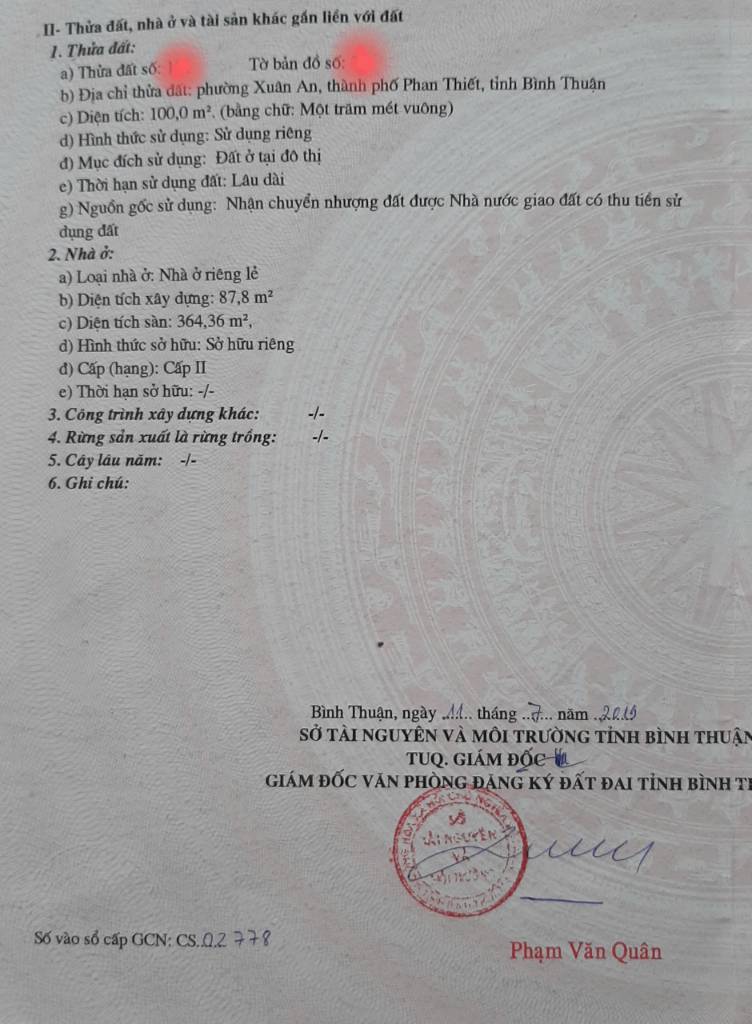 II- Thửa đất, nhà ở và tài sản khác gắn liền với đất
1. Thửa đất:
a) Thửa đất số: Tờ bản đồ số:
b) Địa chỉ thửa đất: phường Xuân An, thành phố Phan Thiết, tỉnh Bình Thuận
c) Diện tích: 100,0 m². (bằng chữ: Một trăm mét vuông)
d) Hình thức sử dụng: Sử dụng riêng
đ) Mục đích sử dụng: Đất ở tại đô thị
e) Thời hạn sử dụng đất: Lâu dài
g) Nguồn gốc sử dụng: Nhận chuyển nhượng đất được Nhà nước giao đất có thu tiền sử
dụng đất
2. Nhà ở:
a) Loại nhà ở: Nhà ở riêng lẻ
b) Diện tích xây dựng: 87,8 m²
c) Diện tích sàn: 364,36 m²,
d) Hình thức sở hữu: Sở hữu riêng
đ) Cấp (hạng): Cấp II
e) Thời hạn sở hữu: -/-
3. Công trình xây dựng khác: -/-
4. Rừng sản xuất là rừng trồng: -/-
5. Cây lâu năm: -/-
6. Ghi chú:
Bình Thuận, ngày ..11.. tháng ..7... năm ..2019
SỞ TÀI NGUYÊN VÀ MÔI TRƯỜNG TỈNH BÌNH THUẬN
TUQ. GIÁM ĐỐC
GIÁM ĐỐC VĂN PHÒNG ĐĂNG KÝ ĐẤT ĐAI TỈNH BÌNH TH
SỞ
TÀI NGUYÊN
VÀ
MÔI TRƯỜNG
Số vào sổ cấp GCN: CS.02778
Phạm Văn Quân